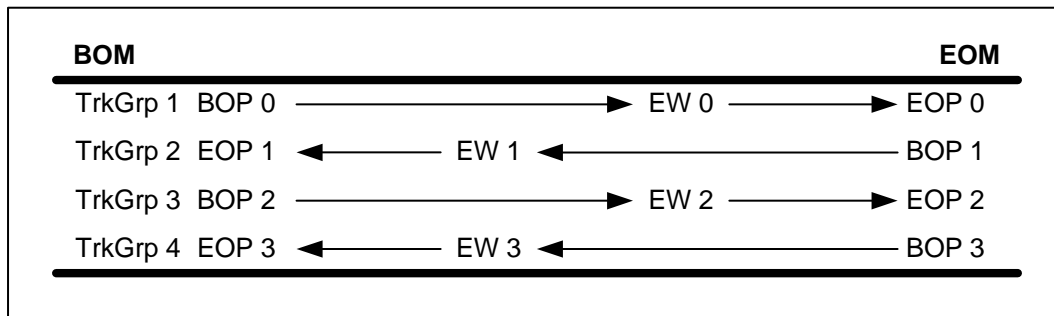 BOM EOM
TrkGrp 1 BOP 0 EW 0 EOP 0
TrkGrp 2 EOP 1 EW 1 BOP 1
TrkGrp 3 BOP 2 EW 2 EOP 2
TrkGrp 4 EOP 3 EW 3 BOP 3